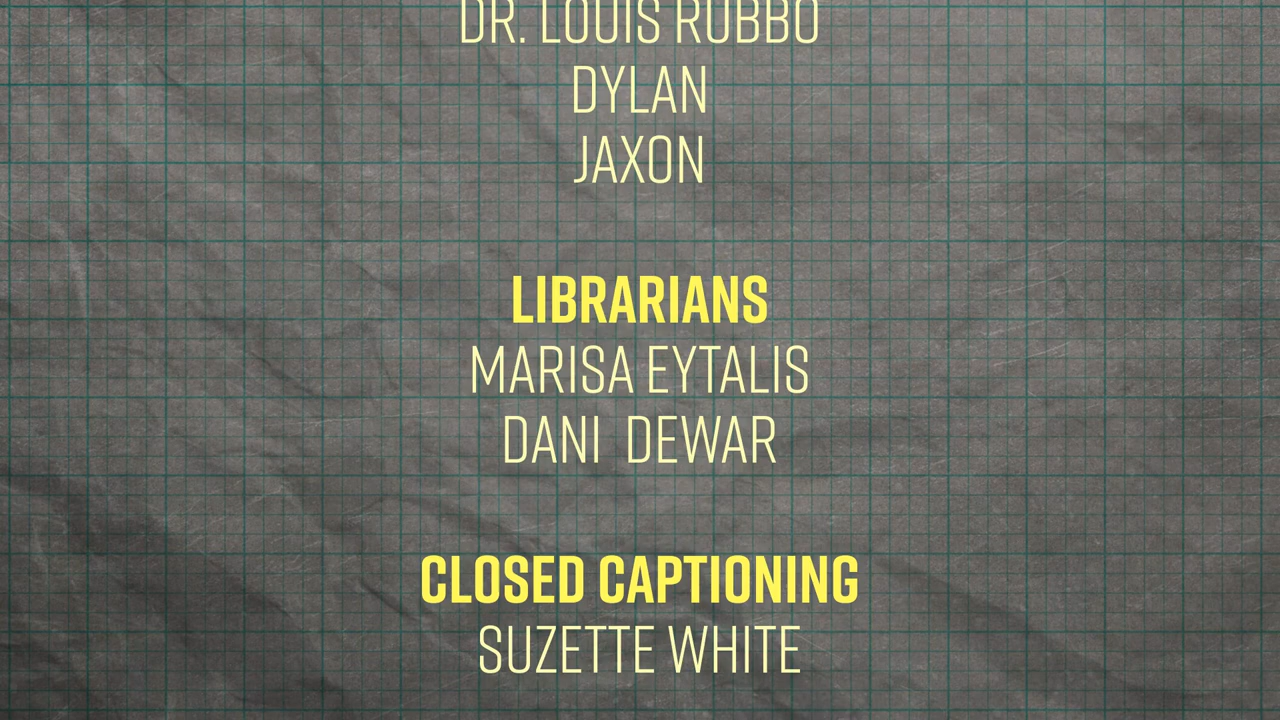 DR. LOUIS RUBBO
DYLAN
JAXON
LIBRARIANS
MARISA EYTALIS
DANI DEWAR
CLOSED CAPTIONING
SUZETTE WHITE